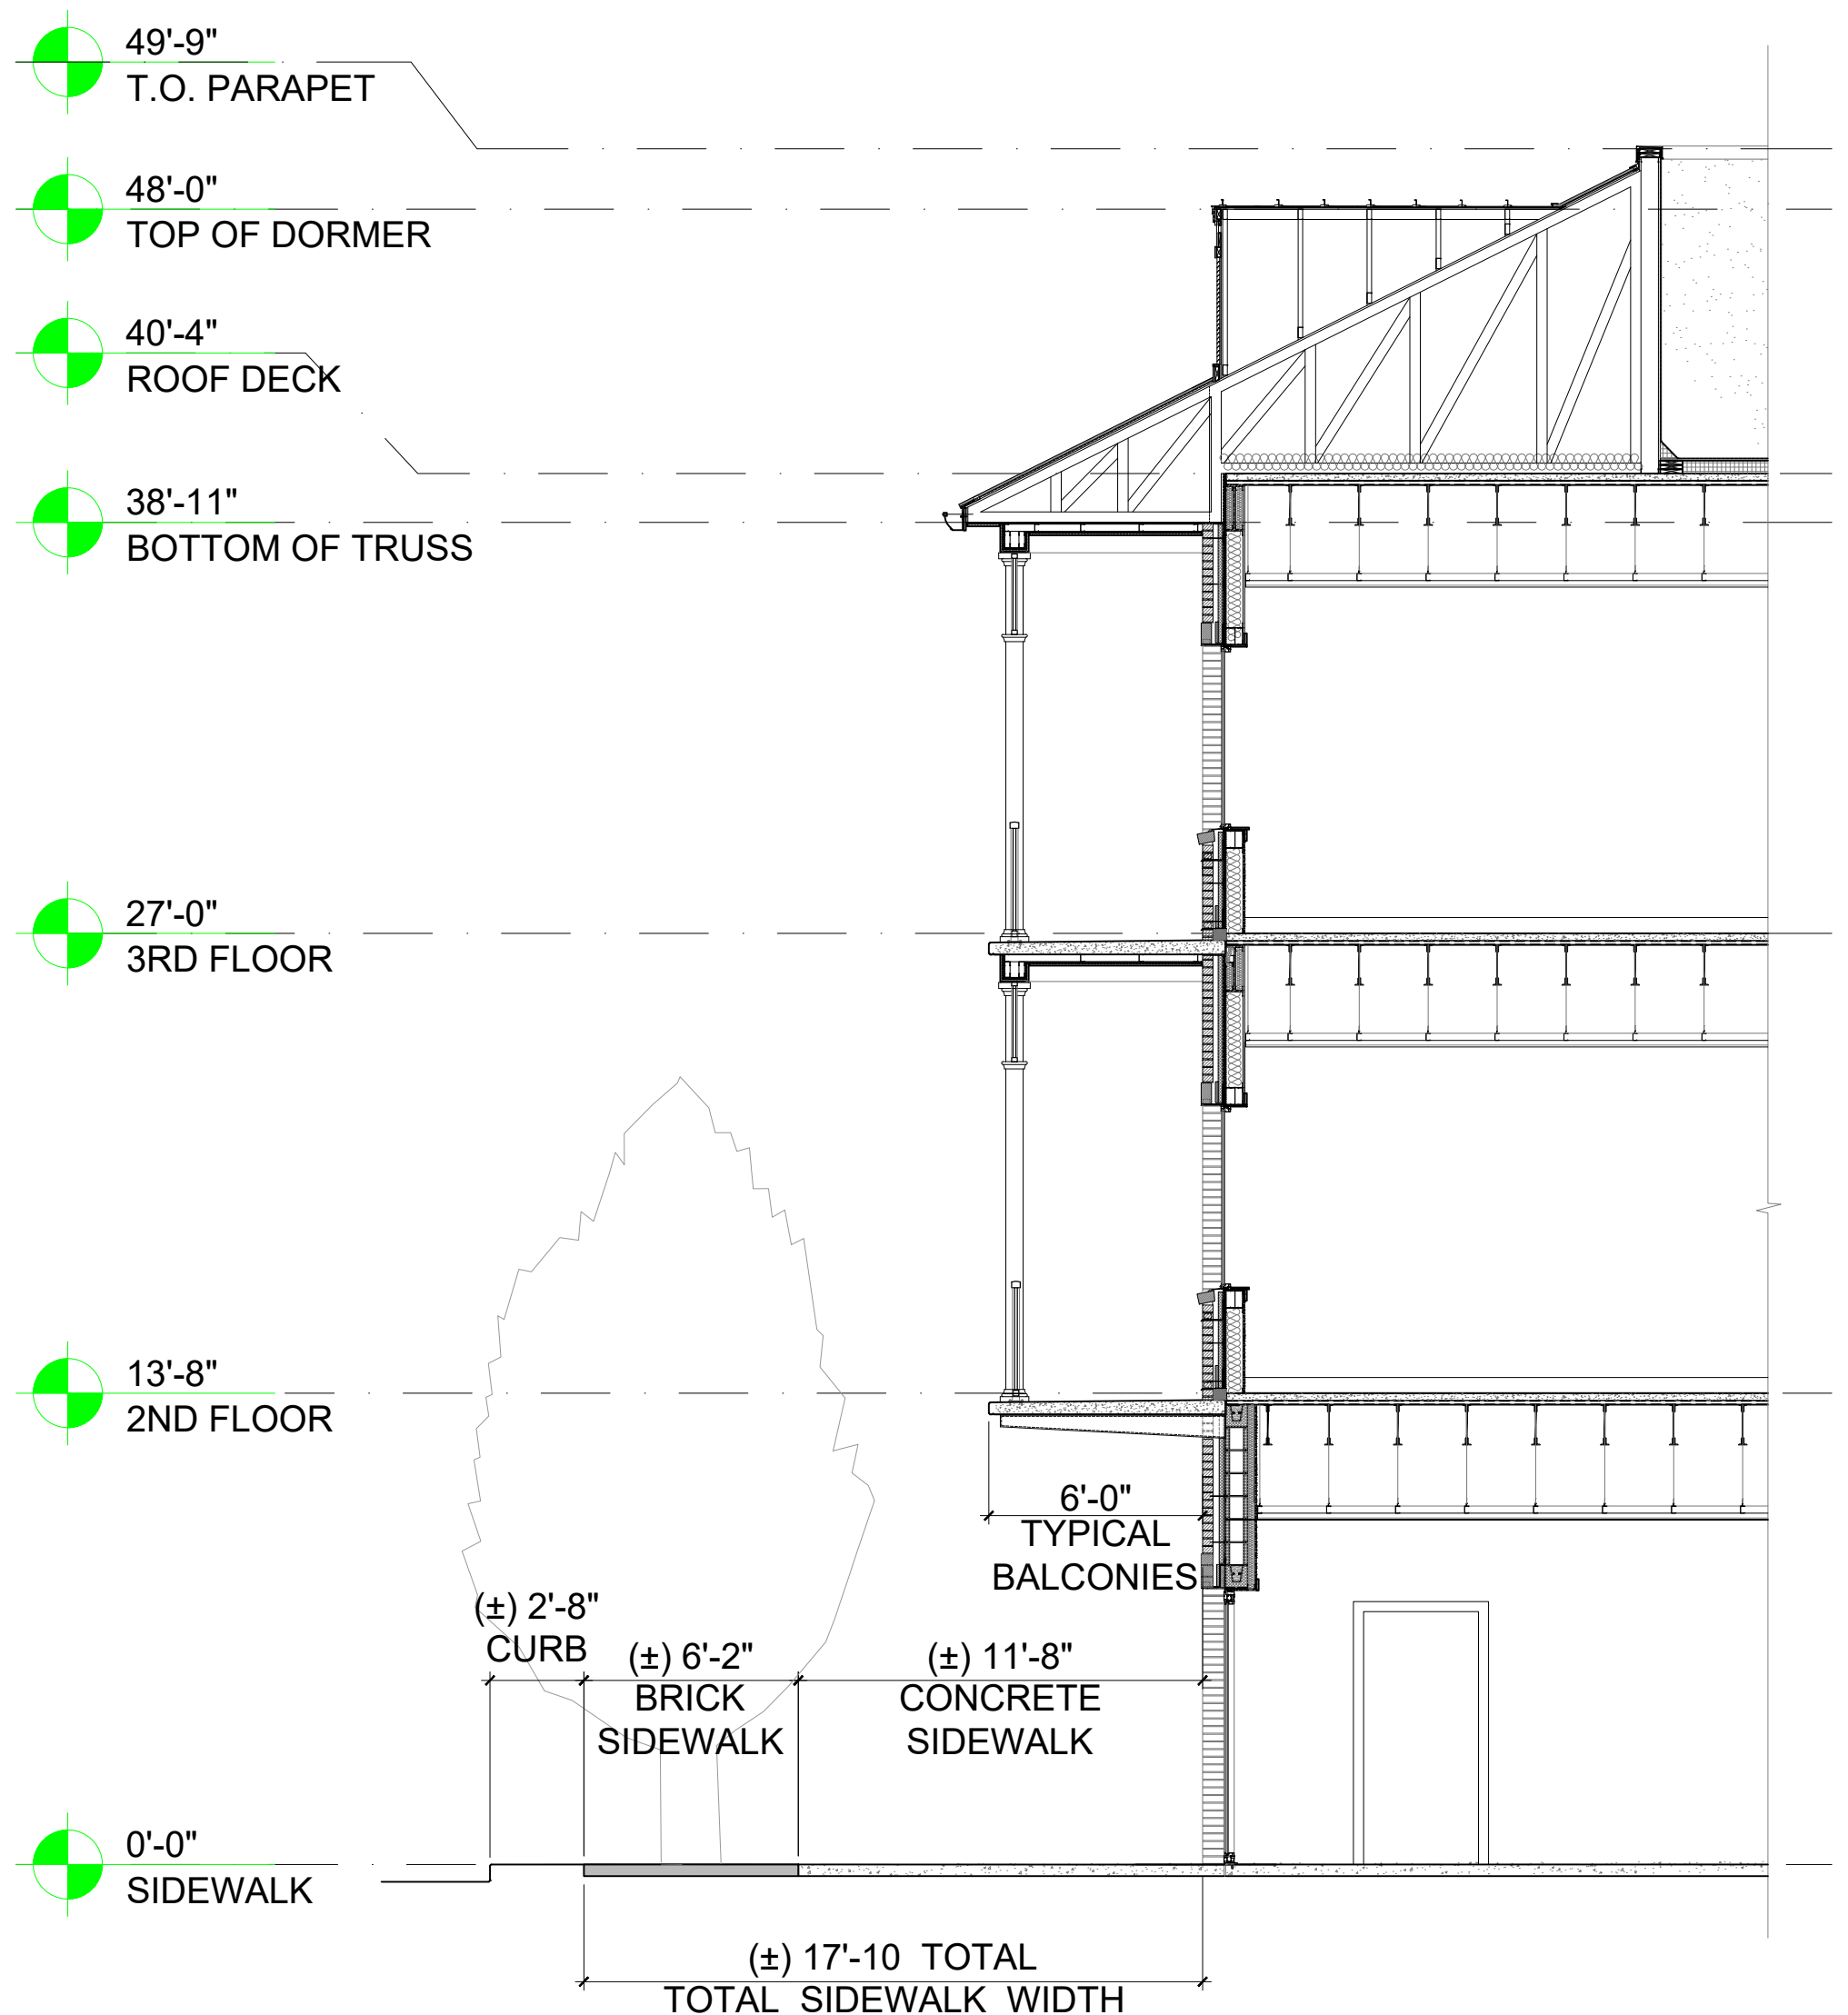 49'-9"
T.O. PARAPET
48'-0"
TOP OF DORMER
40'-4"
ROOF DECK
38'-11"
BOTTOM OF TRUSS
27'-0"
3RD FLOOR
13'-8"
2ND FLOOR
6'-0"
TYPICAL
BALCONIES
(±) 2'-8"
CURB
(±) 6'-2"
BRICK
SIDEWALK
(±) 11'-8"
CONCRETE
SIDEWALK
0'-0"
SIDEWALK
(±) 17'-10 TOTAL
TOTAL SIDEWALK WIDTH